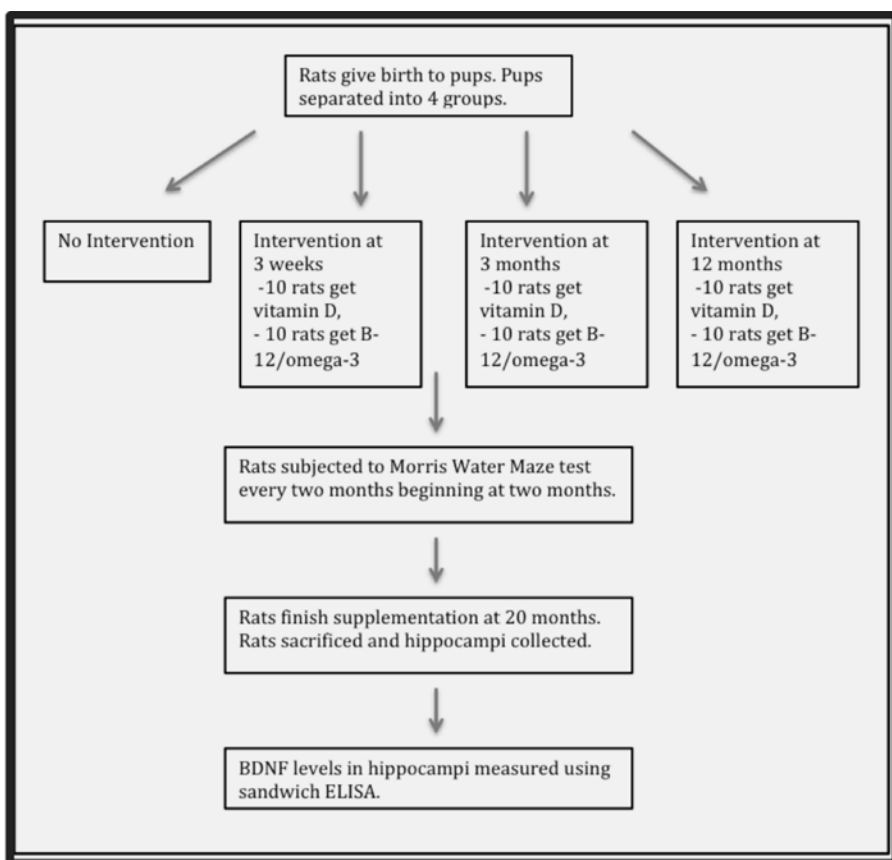 Rats give birth to pups. Pups
separated into 4 groups.
No Intervention
Intervention at
3 weeks
-10 rats get
vitamin D,
- 10 rats get B-
12/omega-3
Intervention at
3 months
-10 rats get
vitamin D,
- 10 rats get B-
12/omega-3
Intervention at
12 months
-10 rats get
vitamin D,
- 10 rats get B-
12/omega-3
Rats subjected to Morris Water Maze test
every two months beginning at two months.
Rats finish supplementation at 20 months.
Rats sacrificed and hippocampi collected.
BDNF levels in hippocampi measured using
sandwich ELISA.